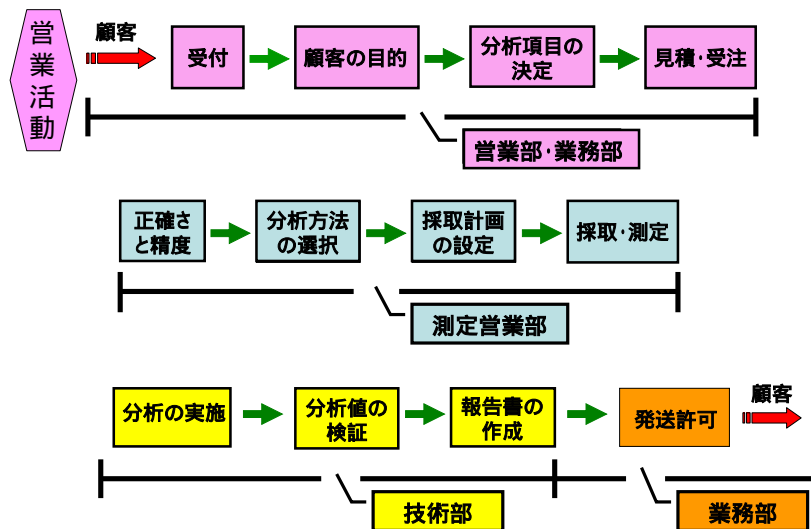 営業活動
顧客
受付
顧客の目的
分析項目の
決定
見積・受注
営業部・業務部
正確さ
と精度
分析方法
の選択
採取計画
の設定
採取・測定
測定営業部
分析の実施
分析値の
検証
報告書の
作成
発送許可
顧客
技術部
業務部